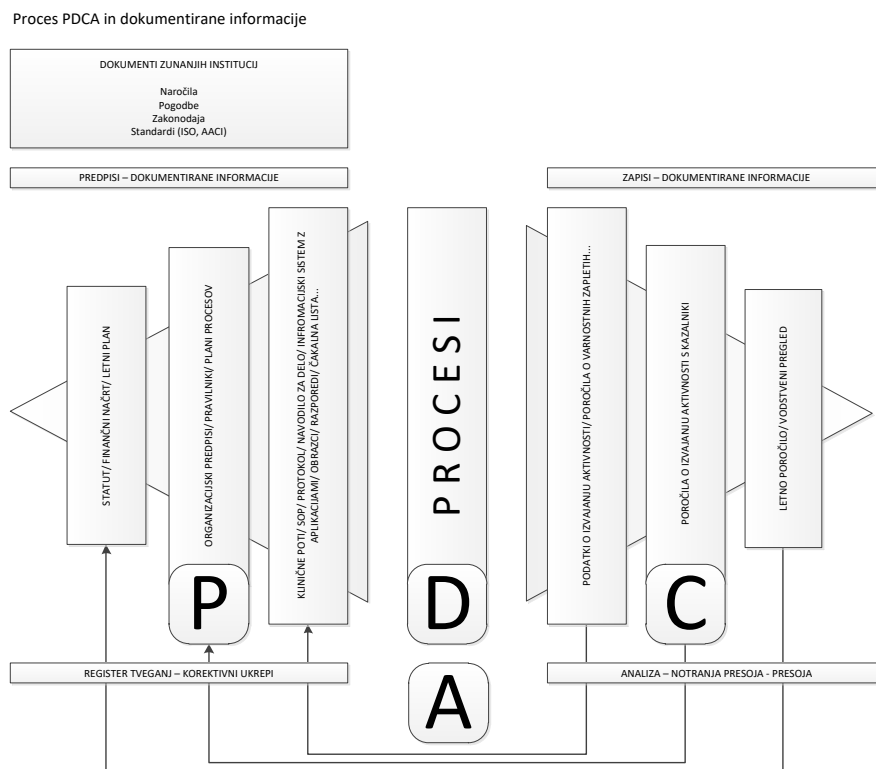 Proces PDCA in dokumentirane informacije
DOKUMENTI ZUNANJIH INSTITUCIJ
Naročila
Pogodbe
Zakonodaja
Standardi (ISO, AACI)
PREDPISI – DOKUMENTIRANE INFORMACIJE
ZAPISI – DOKUMENTIRANE INFORMACIJE
STATUT/ FINANČNI NAČRT/ LETNI PLAN
ORGANIZACIJSKI PREDPISI/ PRAVILNIKI/ PLANI PROCESOV
KLINIČNE POTI/ SOP/ PROTOKOL/ NAVODILO ZA DELO/ INFROMACIJSKI SISTEM Z
APLIKACIJAMI/ OBRAZCI/ RAZPOREDI/ ČAKALNA LISTA...
PROCESI
PODATKI O IZVAJANJU AKTIVNOSTI/ POROČILA O VARNOSTNIH ZAPLETIH...
POROČILA O IZVAJANJU AKTIVNOSTI S KAZALNIKI
LETNO POROČILO/ VODSTVENI PREGLED
P
D
C
A
REGISTER TVEGANJ – KOREKTIVNI UKREPI
ANALIZA – NOTRANJA PRESOJA - PRESOJA